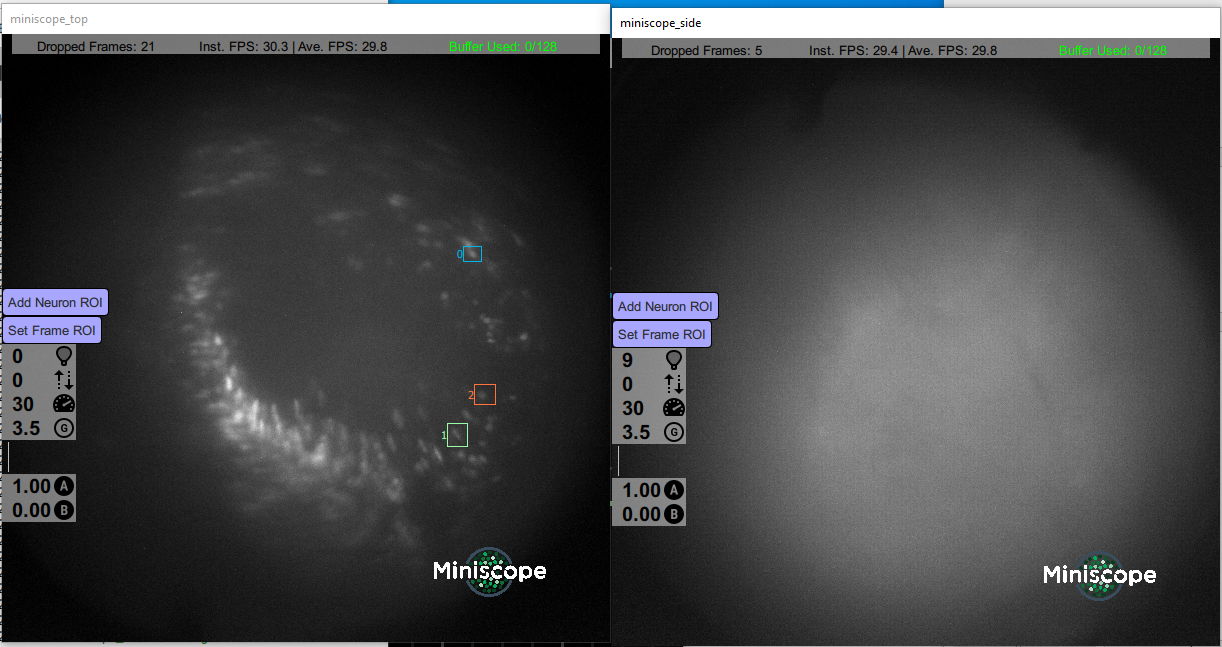 miniscope_top
Dropped Frames: 21 Inst. FPS: 30.3 | Ave. FPS: 29.8 Buffer Used: 0/128
0
Add Neuron ROI
Set Frame ROI
0
0
30
3.5 G
2
1
1.00 A
0.00 B
Miniscope
miniscope_side
Dropped Frames: 5 Inst. FPS: 29.4 | Ave. FPS: 29.8 Buffer Used: 0/128
Add Neuron ROI
Set Frame ROI
9
0
30
3.5 G
1.00 A
0.00 B
Miniscope